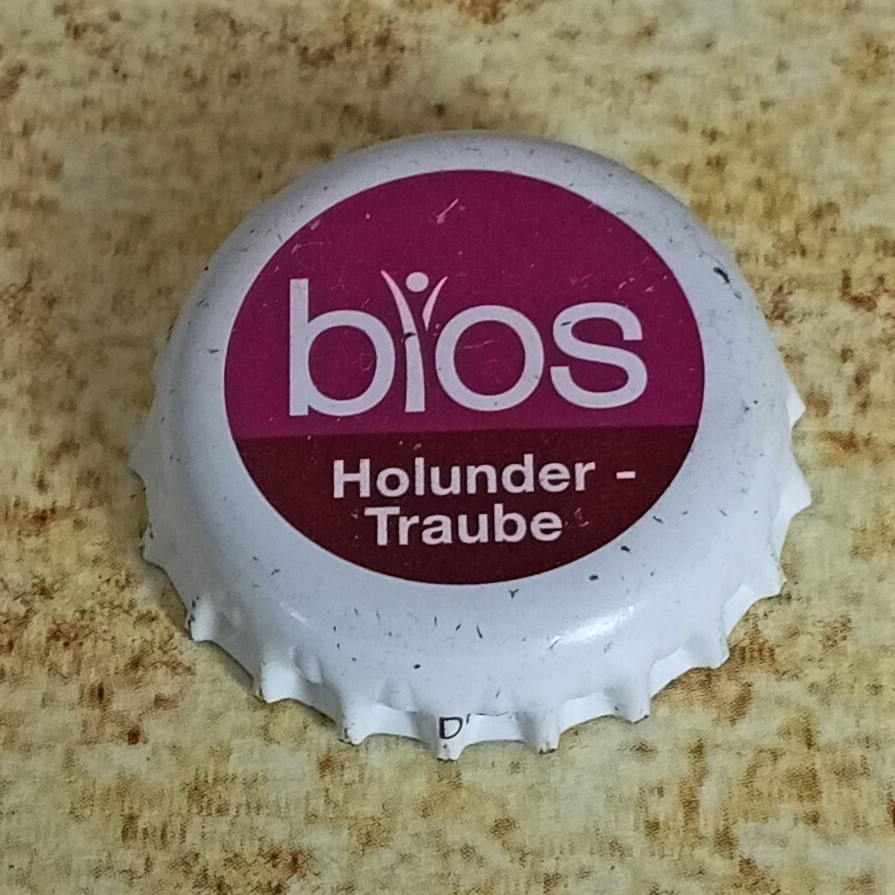 bios
Holunder -
Traube
D'